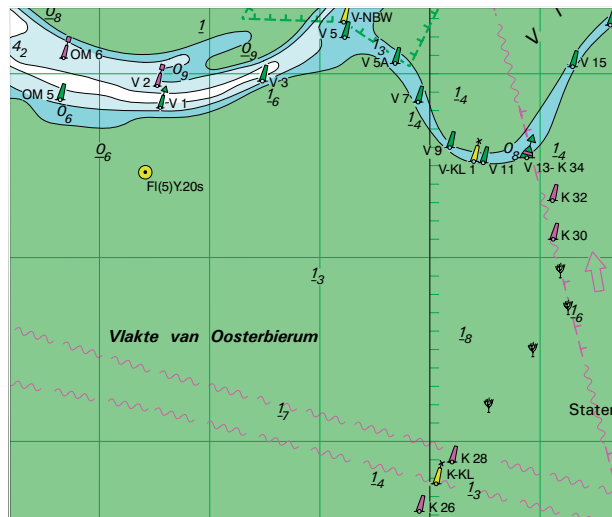 0₈
1
V-NBW
V 5
1₃
V 1
4₂
OM 6
0₉
V 5A
V 15
V 2
0₉
V-3
OM 5
V 1
1₆
V 7
1₄
0₆
1₄
0₆
V 9
0₈
1₄
V-KL 1
V 11
V 13- K 34
Fl(5)Y.20s
K 32
K 30
1₃
1₆
Vlakte van Oosterbierum
1₈
1₇
Staten
K 28
1₄
K-KL
1₃
K 26